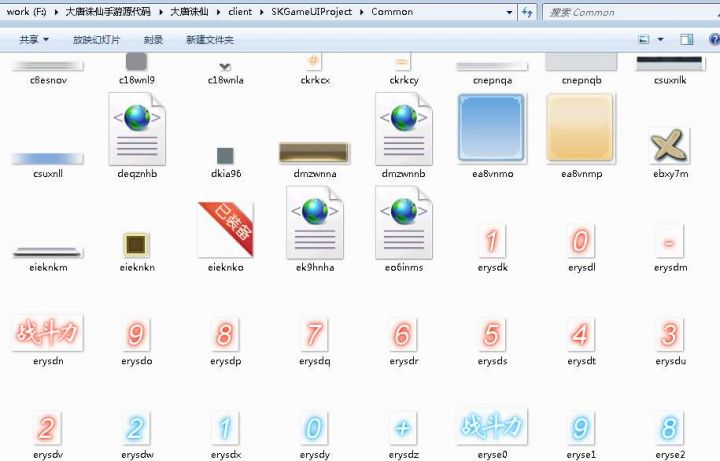 work (F:) ▸ 大唐诛仙手游源代码 ▸ 大唐诛仙 ▸ client ▸ SKGameUIProject ▸ Common
搜索 Common
共享 放映幻灯片 刻录 新建文件夹
+ -
c8esnov c18wnl9 c18wnla ckrkcx ckrkcy cnepnqa cnepnqb csuxnlk
csuxnll deqznhb dkia96 dmzwnna dmzwnnb ea8vnmo ea8vnmp ebxy7m
已装备 1 0 -
eieknkm eieknkn eieknko ek9hnha eo6inms erysdk erysdl erysdm
战斗力 9 8 7 6 5 4 3
erysdn erysdo erysdp erysdq erysdr erysds erysdt erysdu
2 2 1 0 + 战斗力 9 8
erysdv erysdw erysdx erysdy erysdz eryse0 eryse1 eryse2